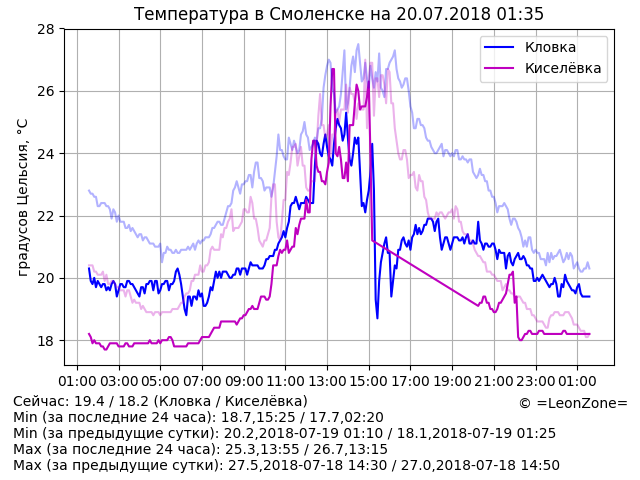 Температура в Смоленске на 20.07.2018 01:35
градусов Цельсия, °C
28
26
24
22
20
18
Кловка
Киселёвка
01:00 03:00 05:00 07:00 09:00 11:00 13:00 15:00 17:00 19:00 21:00 23:00 01:00
Сейчас: 19.4 / 18.2 (Кловка / Киселёвка)
© =LeonZone=
Min (за последние 24 часа): 18.7,15:25 / 17.7,02:20
Min (за предыдущие сутки): 20.2,2018-07-19 01:10 / 18.1,2018-07-19 01:25
Max (за последние 24 часа): 25.3,13:55 / 26.7,13:15
Max (за предыдущие сутки): 27.5,2018-07-18 14:30 / 27.0,2018-07-18 14:50